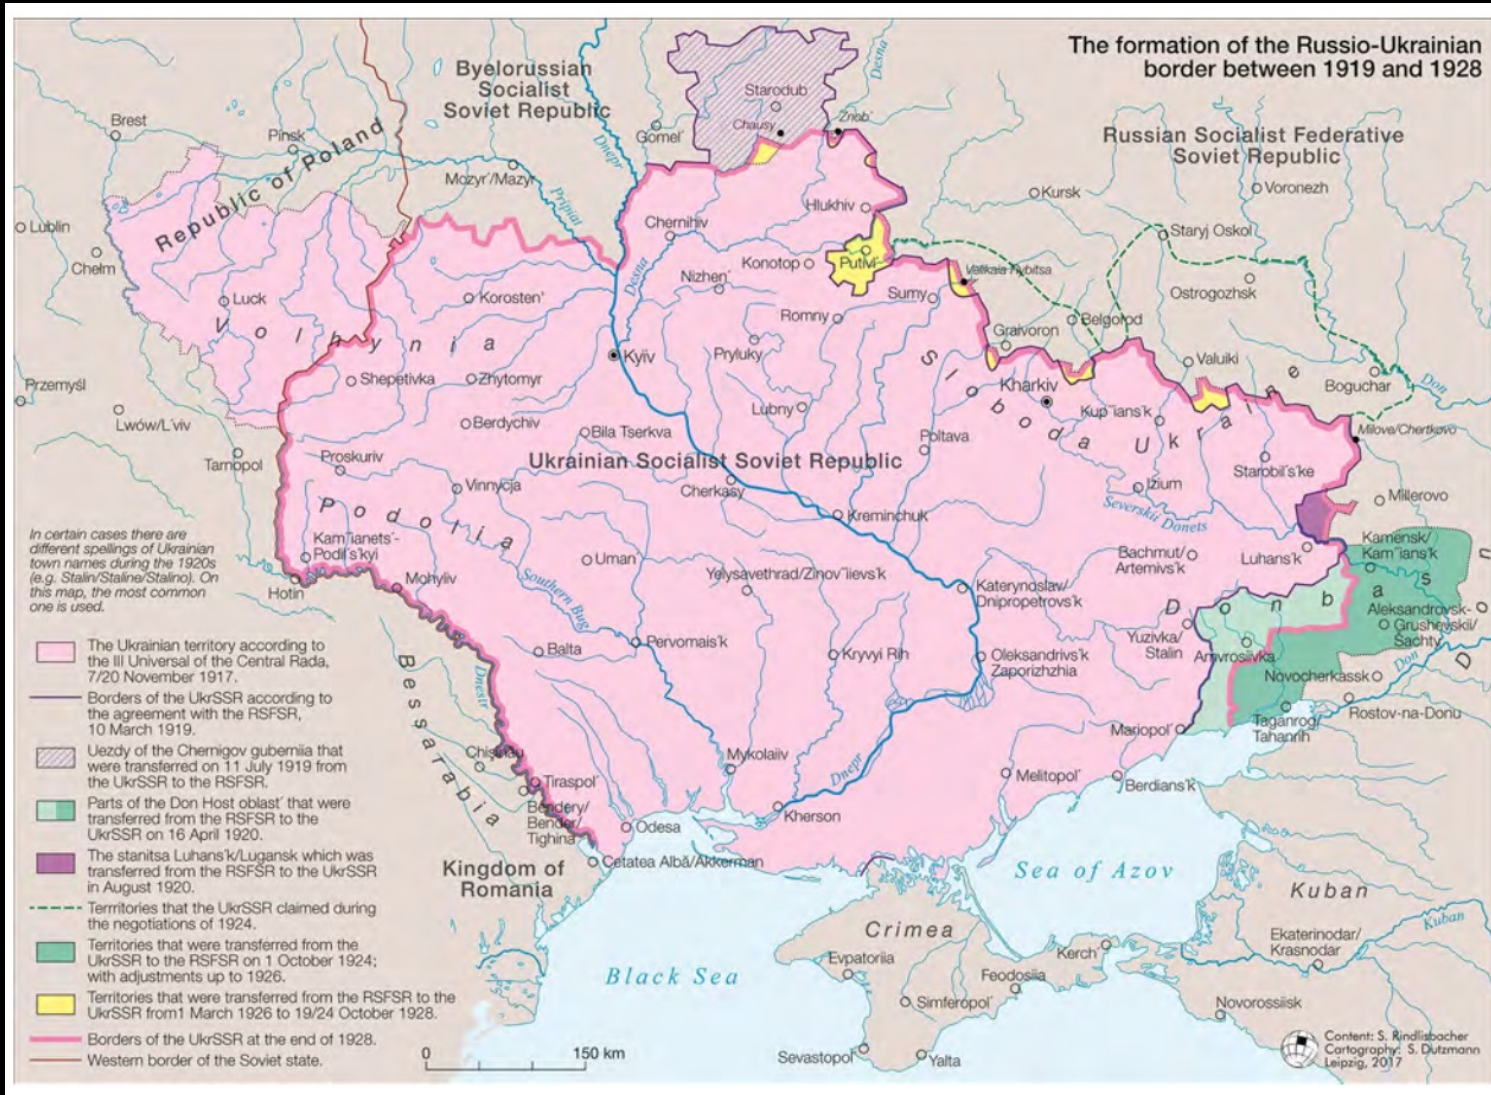 The formation of the Russio-Ukrainian
border between 1919 and 1928
Byelorussian
Socialist
Soviet Republic
Russian Socialist Federative
Soviet Republic
Republic of Poland
Ukrainian Socialist Soviet Republic
Kingdom of
Romania
Volhynia
Podolia
Sloboda Ukraine
Donbas
Bessarabia
Crimea
Kuban
D
o
n
Black Sea
Sea of Azov
Desna
Desna
Dnepr
Pripiat
Southern Bug
Dnestr
Dnepr
Severskii Donets
Don
Don
Kuban
Starodub
Chausy
Znob´
Gomel´
Brest
Pinsk
Mozyr´/Mazyr
Kursk
Voronezh
Lublin
Chełm
Chernihiv
Hlukhiv
Staryj Oskol
Konotop
Putivl´
Nizhen´
Sumy
Ostrogozhsk
Luck
Korosten'
Romny
Graivoron
Belgorod
Kyïv
Pryluky
Valuiki
Boguchar
Przemyśl
Shepetivka
Zhytomyr
Kharkiv
Lwów/L´viv
Berdychiv
Bila Tserkva
Lubny
Kup˝ians´k
Poltava
Milove/Chertkovo
Tarnopol
Proskuriv
Starobil´s´ke
Vinnycja
Cherkasy
Izium
Millerovo
Kreminchuk
Kam˝ianets´-
Podil´s´kyi
Uman´
Bachmut/
Artemivs´k
Luhans´k
Kamensk/
Kam˝ians´k
Hotin
Mohyliv
Yelysavethrad/Zinov˝iievs´k
Katerynoslav/
Dnipropetrovs´k
Aleksandrovsk-
Grushevskii/
Šachty
Yuzivka/
Stalin
Amvrosiivka
Balta
Pervomais´k
Kryvyi Rih
Oleksandrivs´k
Zaporizhzhia
Novocherkassk
Mariopol´
Taganrog/
Tahanrih
Rostov-na-Donu
Chişinău
Tiraspol´
Bendery/
Bender/
Tighina
Mykolaiiv
Melitopol´
Berdians´k
Odesa
Kherson
Cetatea Albă/Akkerman
Evpatoriia
Kerch´
Feodosiia
Simferopol´
Sevastopol
Yalta
Ekaterinodar/
Krasnodar
Novorossiisk
In certain cases there are
different spellings of Ukrainian
town names during the 1920s
(e.g. Stalin/Staline/Stalino). On
this map, the most common
one is used.
The Ukrainian territory according to
the III Universal of the Central Rada,
7/20 November 1917.
Borders of the UkrSSR according to
the agreement with the RSFSR,
10 March 1919.
Uezdy of the Chernigov guberniia that
were transferred on 11 July 1919 from
the UkrSSR to the RSFSR.
Parts of the Don Host oblast´ that were
transferred from the RSFSR to the
UkrSSR on 16 April 1920.
The stanitsa Luhans´k/Lugansk which was
transferred from the RSFSR to the UkrSSR
in August 1920.
Terrritories that the UkrSSR claimed during
the negotiations of 1924.
Territories that were transferred from the
UkrSSR to the RSFSR on 1 October 1924;
with adjustments up to 1926.
Territories that were transferred from the RSFSR to the
UkrSSR from1 March 1926 to 19/24 October 1928.
Borders of the UkrSSR at the end of 1928.
Western border of the Soviet state.
0 150 km
Content: S. Rindlisbacher
Cartography: S. Dutzmann
Leipzig, 2017